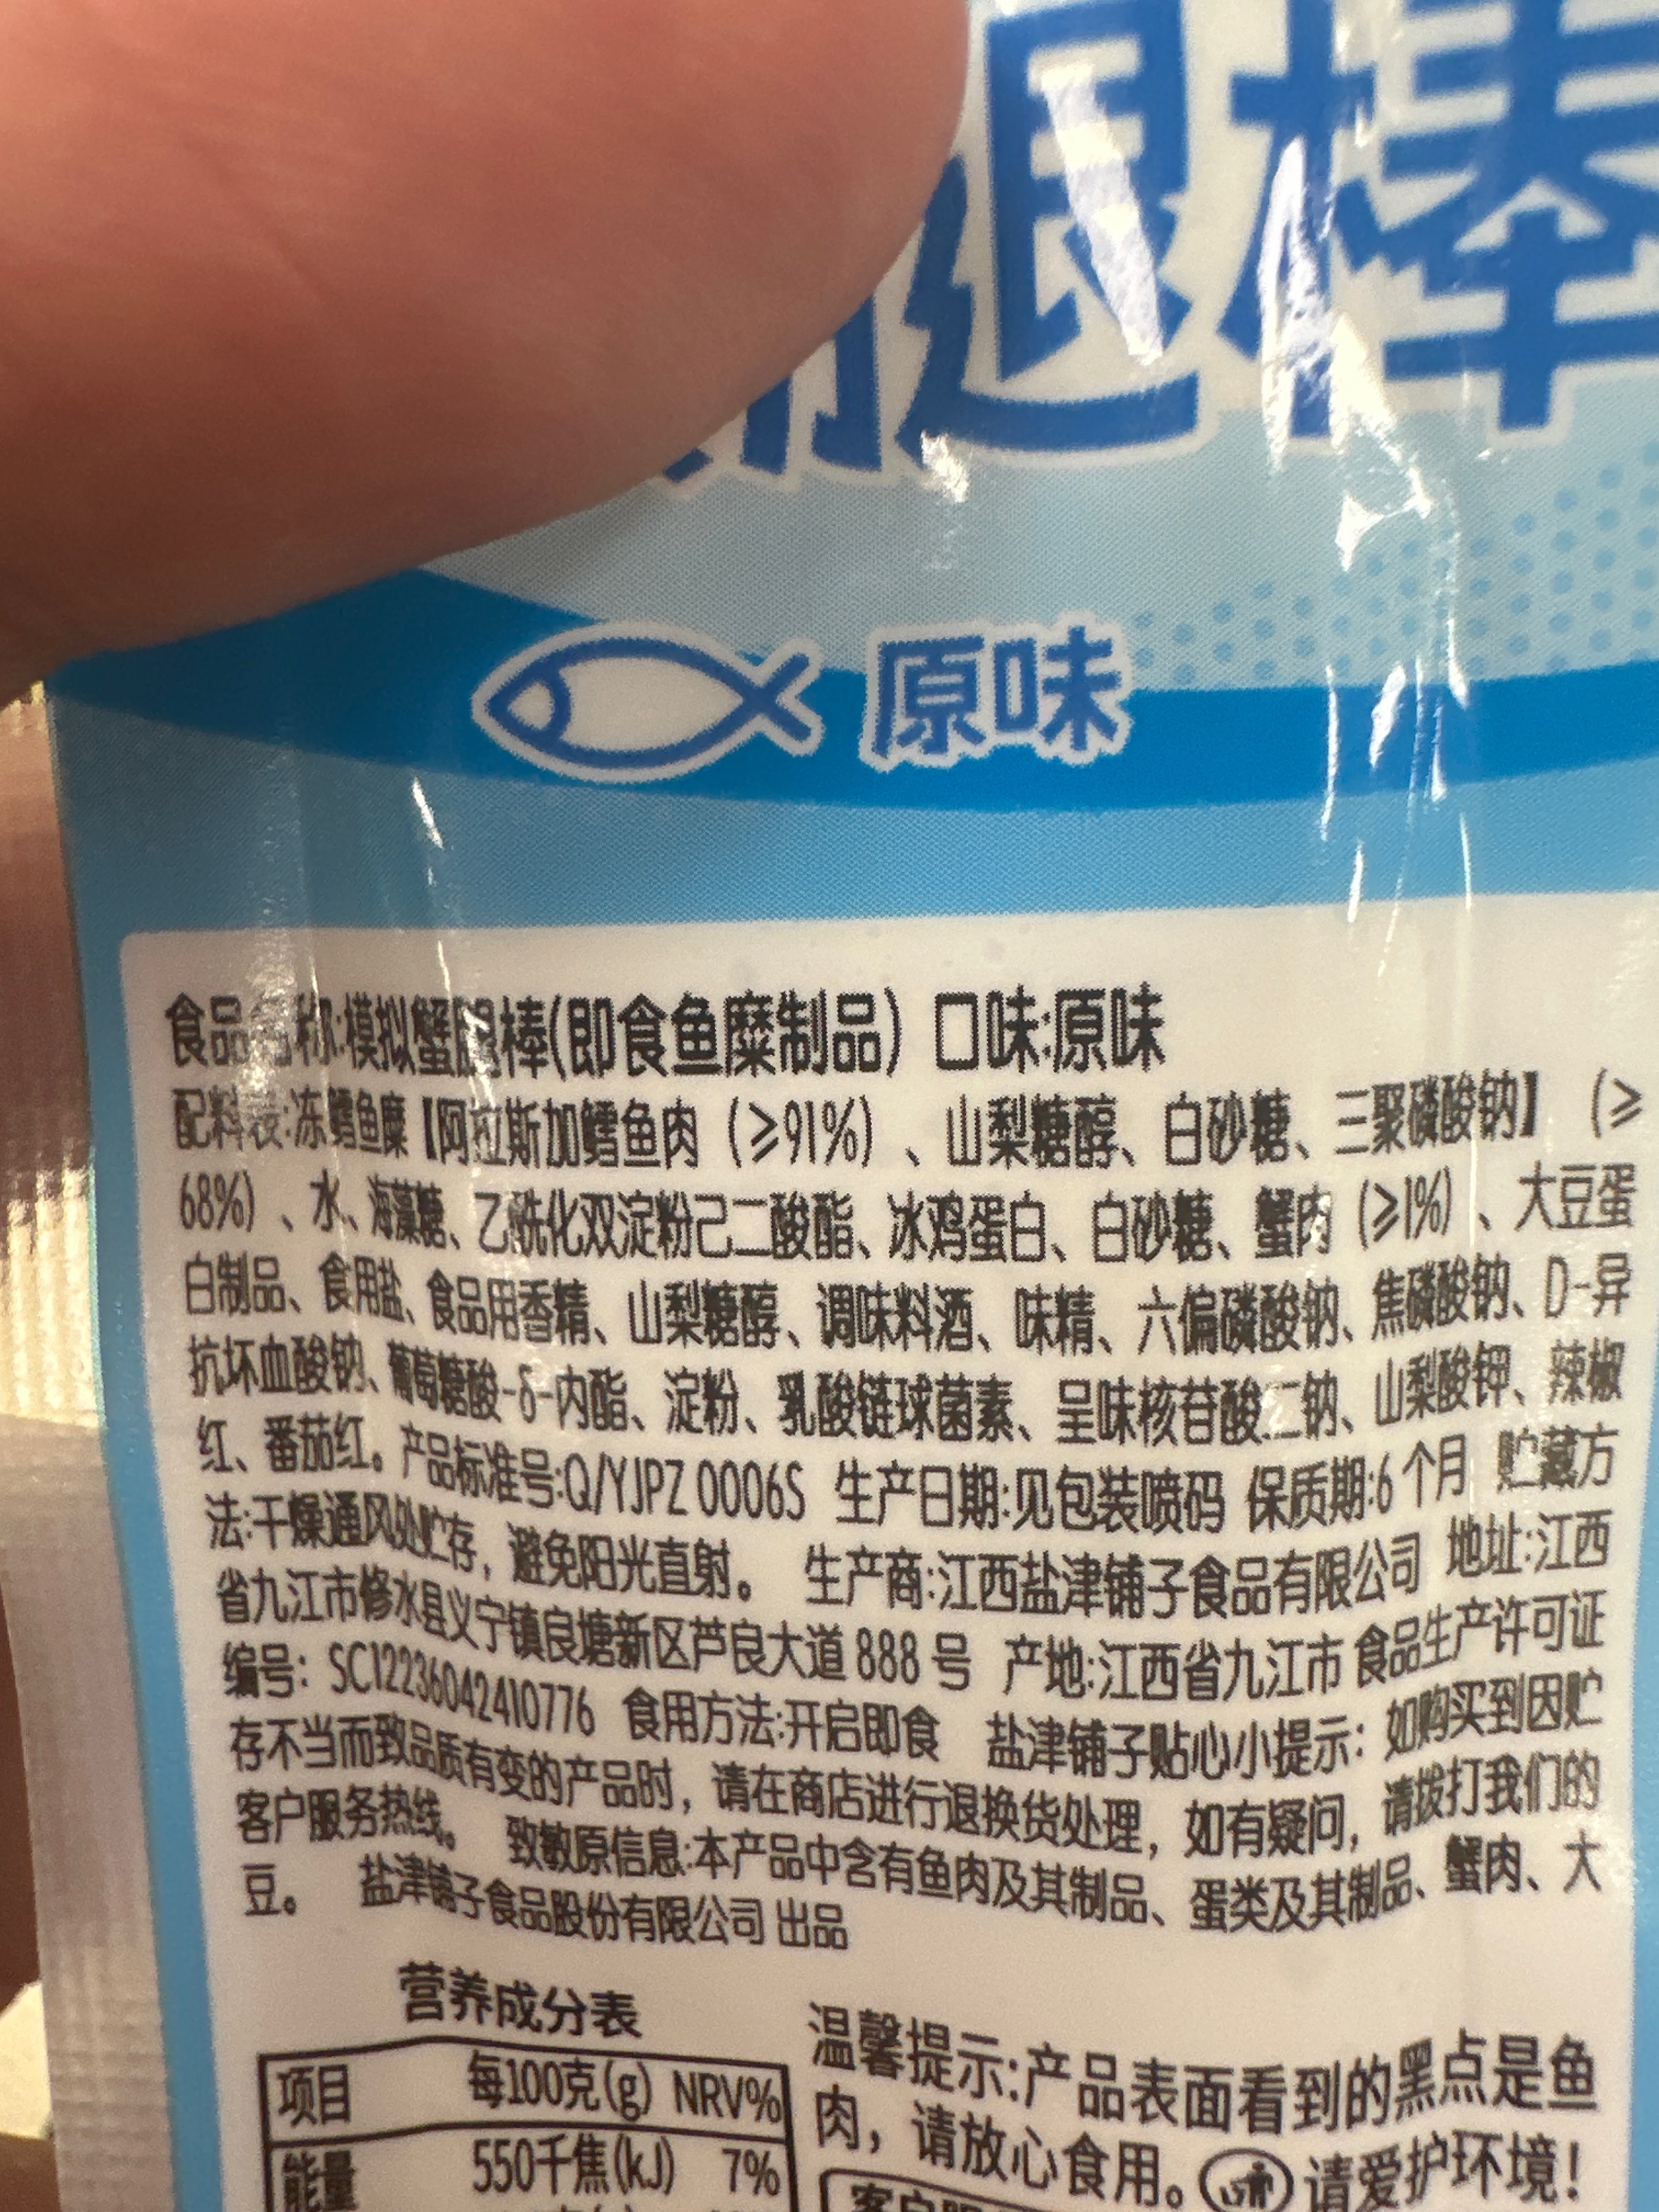 腿棒
原味
食品名称:模拟蟹腿棒(即食鱼糜制品) 口味:原味
配料表:冻鳕鱼糜【阿拉斯加鳕鱼肉（≥91%）、山梨糖醇、白砂糖、三聚磷酸钠】（≥
68%）、水、海藻糖、乙酰化双淀粉己二酸酯、冰鸡蛋白、白砂糖、蟹肉（≥1%）、大豆蛋
白制品、食用盐、食品用香精、山梨糖醇、调味料酒、味精、六偏磷酸钠、焦磷酸钠、D-异
抗坏血酸钠、葡萄糖酸-δ-内酯、淀粉、乳酸链球菌素、呈味核苷酸二钠、山梨酸钾、辣椒
红、番茄红。产品标准号:Q/YJPZ 0006S 生产日期:见包装喷码 保质期:6个月 贮藏方
法:干燥通风处贮存，避免阳光直射。 生产商:江西盐津铺子食品有限公司 地址:江西
省九江市修水县义宁镇良塘新区芦良大道888号 产地:江西省九江市 食品生产许可证
编号：SC12236042410776 食用方法:开启即食 盐津铺子贴心小提示：如购买到因贮
存不当而致品质有变的产品时，请在商店进行退换货处理，如有疑问，请拨打我们的
客户服务热线。 致敏原信息:本产品中含有鱼肉及其制品、蛋类及其制品、蟹肉、大
豆。 盐津铺子食品股份有限公司 出品
营养成分表
项目 每100克(g) NRV%
能量 550千焦(kJ) 7%
温馨提示:产品表面看到的黑点是鱼
肉，请放心食用。 请爱护环境！